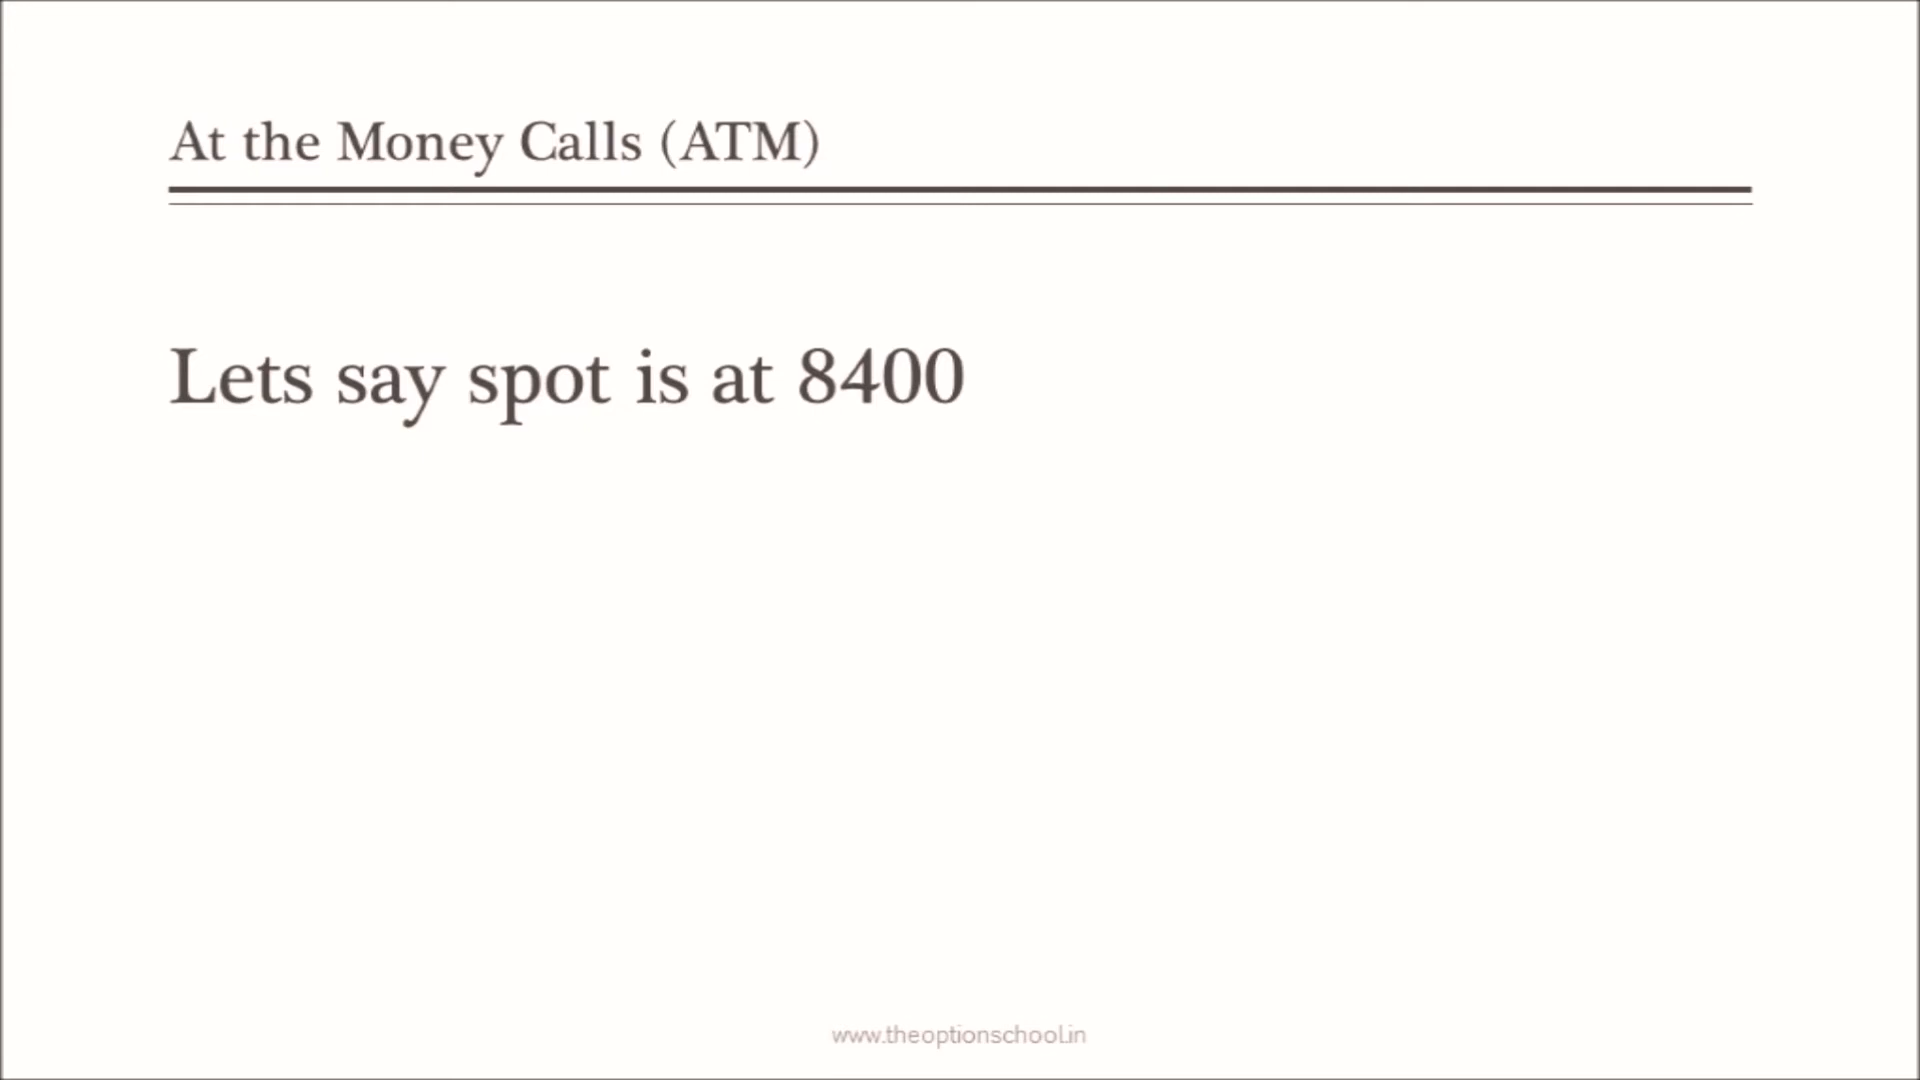 At the Money Calls (ATM)
Lets say spot is at 8400
www.theoptionschool.in